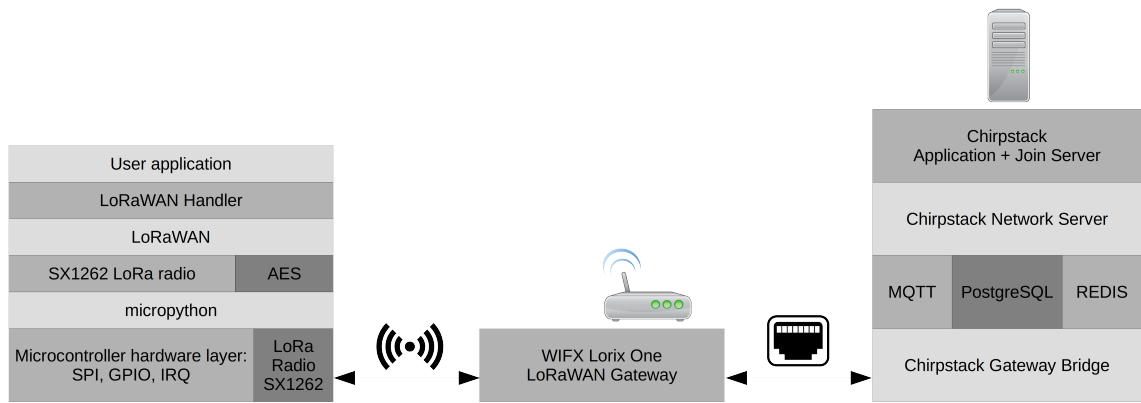 User application
LoRaWAN Handler
LoRaWAN
SX1262 LoRa radio
AES
micropython
Microcontroller hardware layer:
SPI, GPIO, IRQ
LoRa
Radio
SX1262
WIFX Lorix One
LoRaWAN Gateway
Chirpstack
Application + Join Server
Chirpstack Network Server
MQTT
PostgreSQL
REDIS
Chirpstack Gateway Bridge